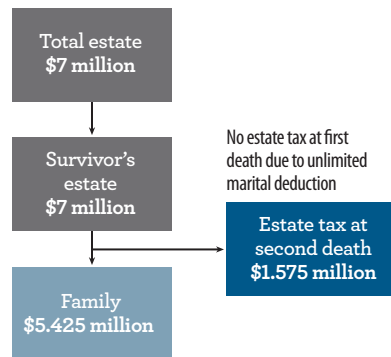 Total estate
$7 million
Survivor's
estate
$7 million
No estate tax at first
death due to unlimited
marital deduction
Estate tax at
second death
$1.575 million
Family
$5.425 million